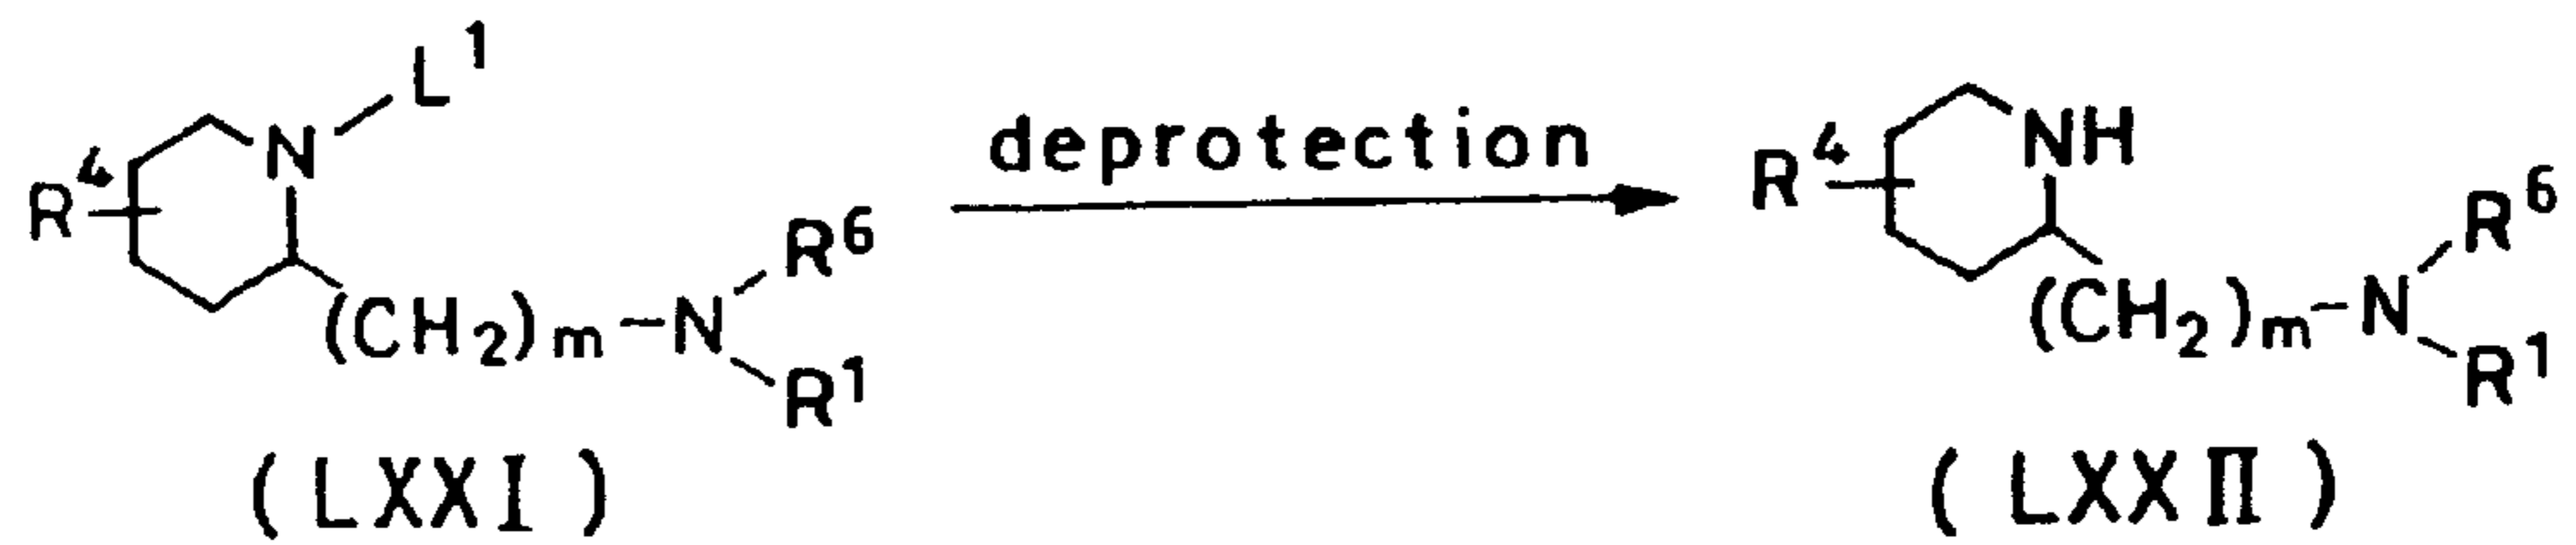 L¹
N
R⁴
(CH₂)ₘ-N
R⁶
R¹
(LXXI)
deprotection
NH
R⁴
(CH₂)ₘ-N
R⁶
R¹
(LXXII)